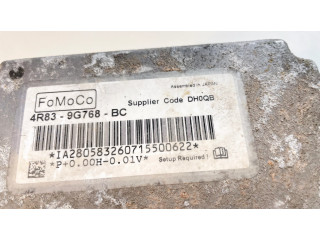 Assembled in JAPAN
FoMoCo
Supplier Code DH0QB
4R83 - 9G768 - BC
*IA280583260715500622*
*P+0.00H-0.01V*
Setup Required !